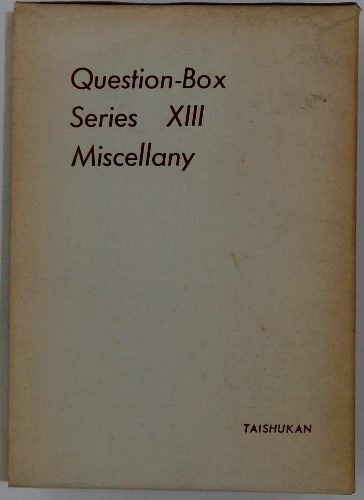 Question-Box
Series XIII
Miscellany
TAISHUKAN